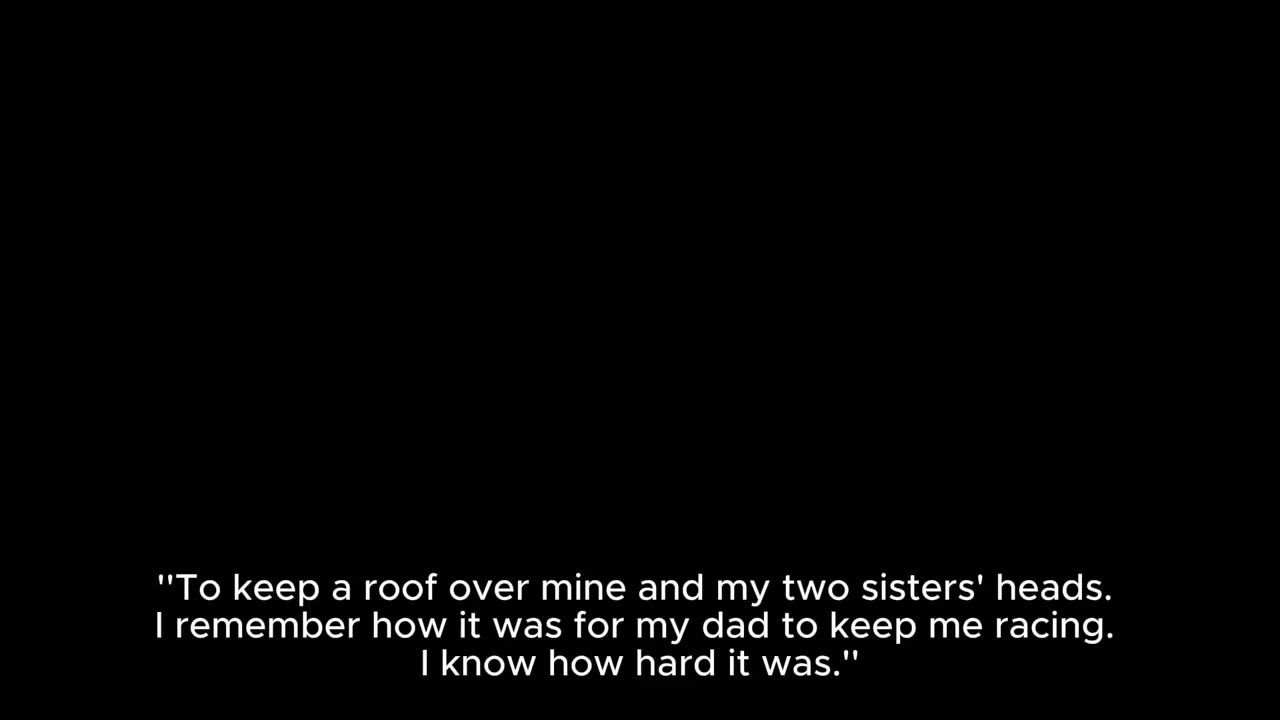 "To keep a roof over mine and my two sisters' heads.
I remember how it was for my dad to keep me racing.
I know how hard it was."